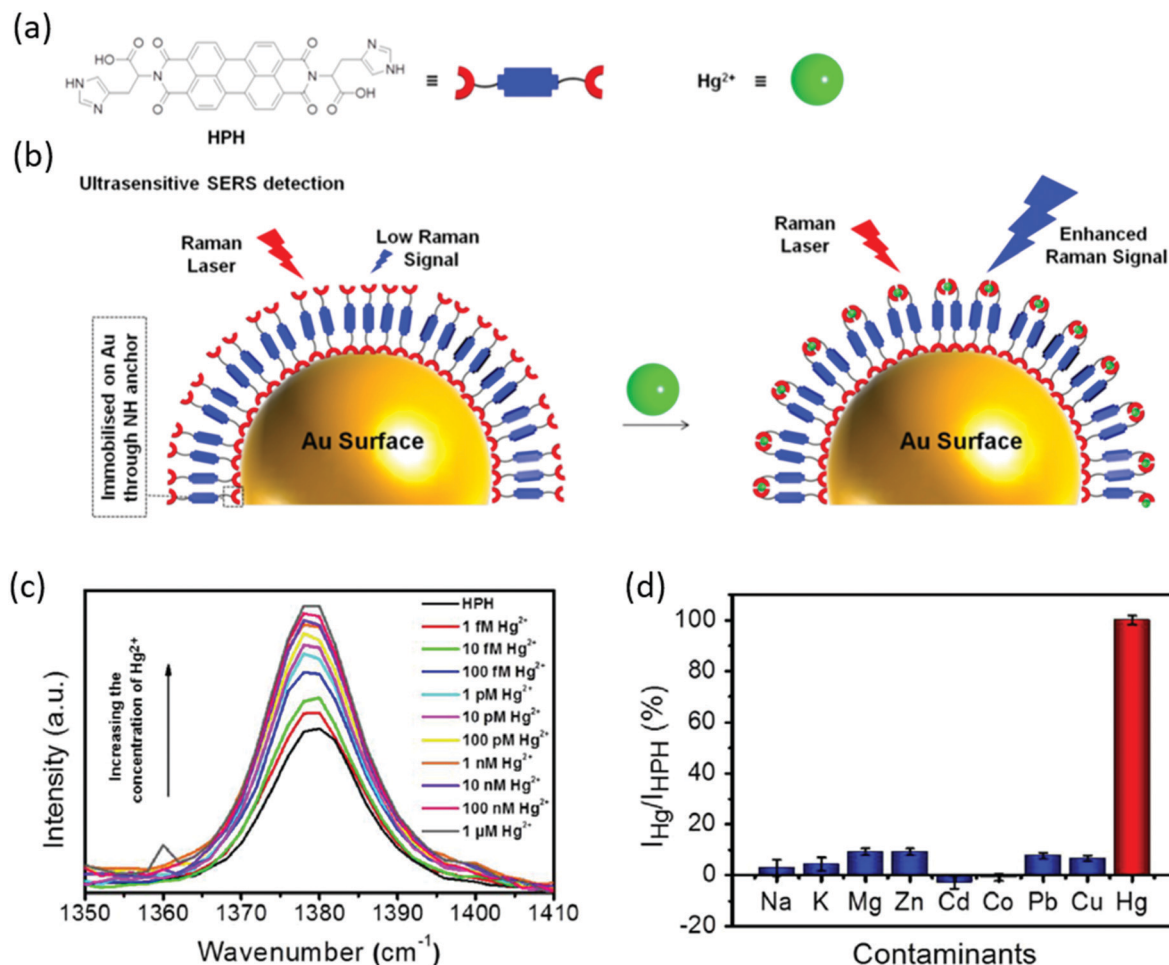 (a)
HO
O
O
O
N
NH
HN
N
N
N
O
O
O
OH
HPH
≡
Hg²⁺ ≡
(b)
Ultrasensitive SERS detection
Raman
Laser
Low Raman
Signal
Immobilised on Au
through NH anchor
Au Surface
Raman
Laser
Enhanced
Raman Signal
Au Surface
(c)
Intensity (a.u.)
Increasing the
concentration of Hg²⁺
HPH
1 fM Hg²⁺
10 fM Hg²⁺
100 fM Hg²⁺
1 pM Hg²⁺
10 pM Hg²⁺
100 pM Hg²⁺
1 nM Hg²⁺
10 nM Hg²⁺
100 nM Hg²⁺
1 µM Hg²⁺
1350 1360 1370 1380 1390 1400 1410
Wavenumber (cm⁻¹)
(d)
I_Hg/I_HPH (%)
100
80
60
40
20
0
-20
Na K Mg Zn Cd Co Pb Cu Hg
Contaminants